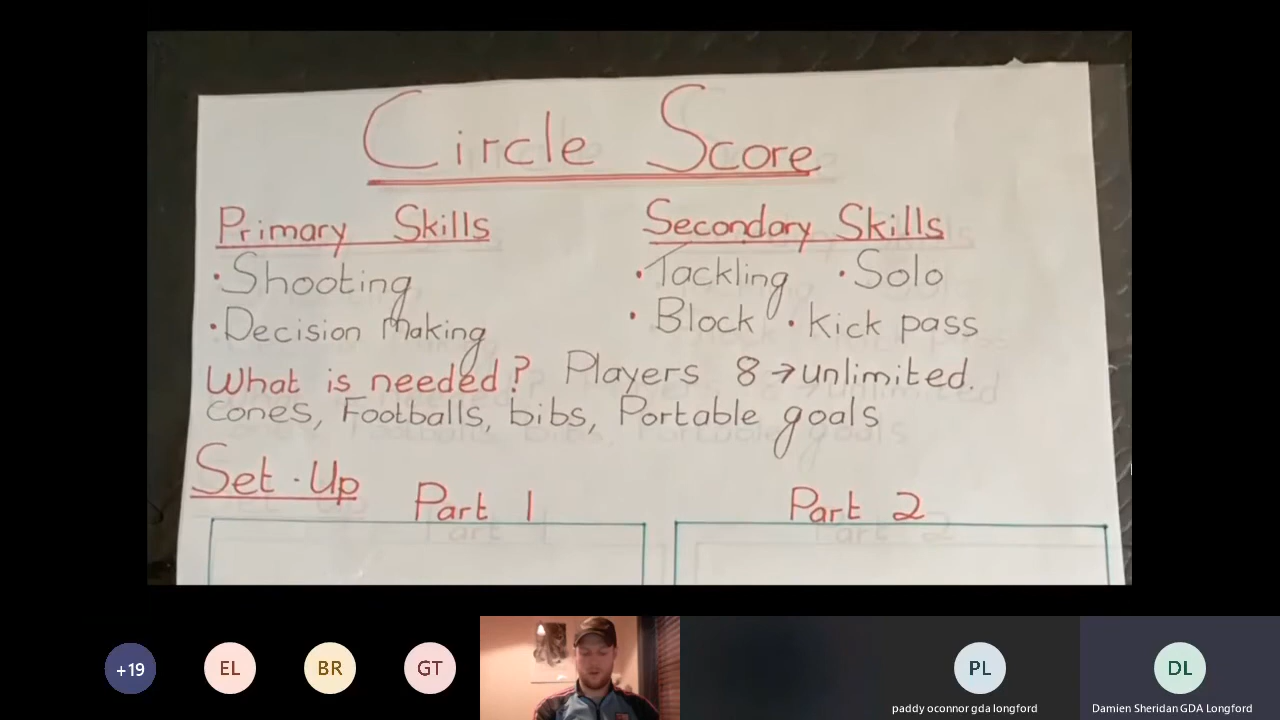 Circle Score
Primary Skills
• Shooting
• Decision Making
Secondary Skills
• Tackling • Solo
• Block • Kick pass
What is needed? Players 8 → unlimited.
Cones, Footballs, bibs, Portable goals
Set-Up
Part 1
Part 2
+19
EL
BR
GT
PL
paddy oconnor gda longford
DL
Damien Sheridan GDA Longford